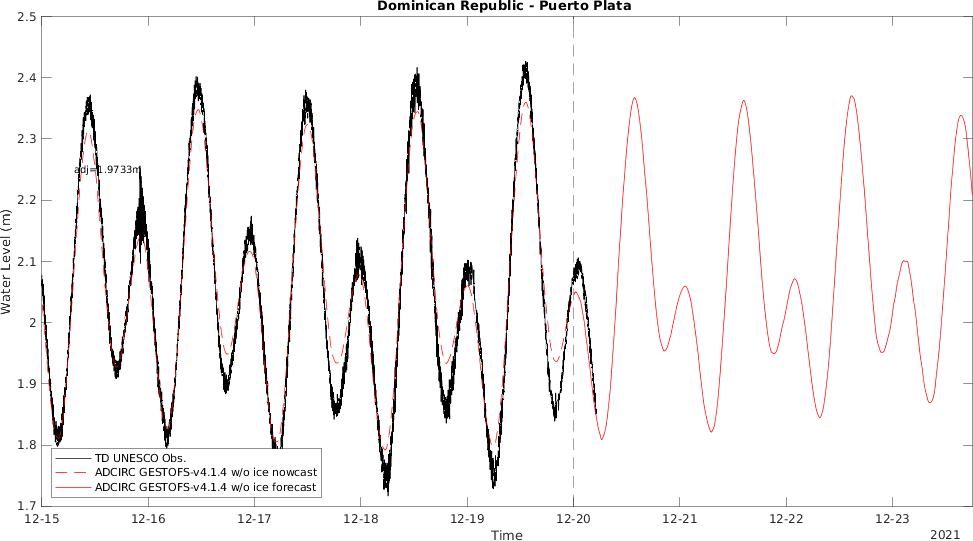 Dominican Republic - Puerto Plata
2.5
2.4
2.3
2.2
2.1
2
1.9
1.8
1.7
Water Level (m)
adj=1.9733m
TD UNESCO Obs.
ADCIRC GESTOFS-v4.1.4 w/o ice nowcast
ADCIRC GESTOFS-v4.1.4 w/o ice forecast
12-15 12-16 12-17 12-18 12-19 12-20 12-21 12-22 12-23
Time
2021